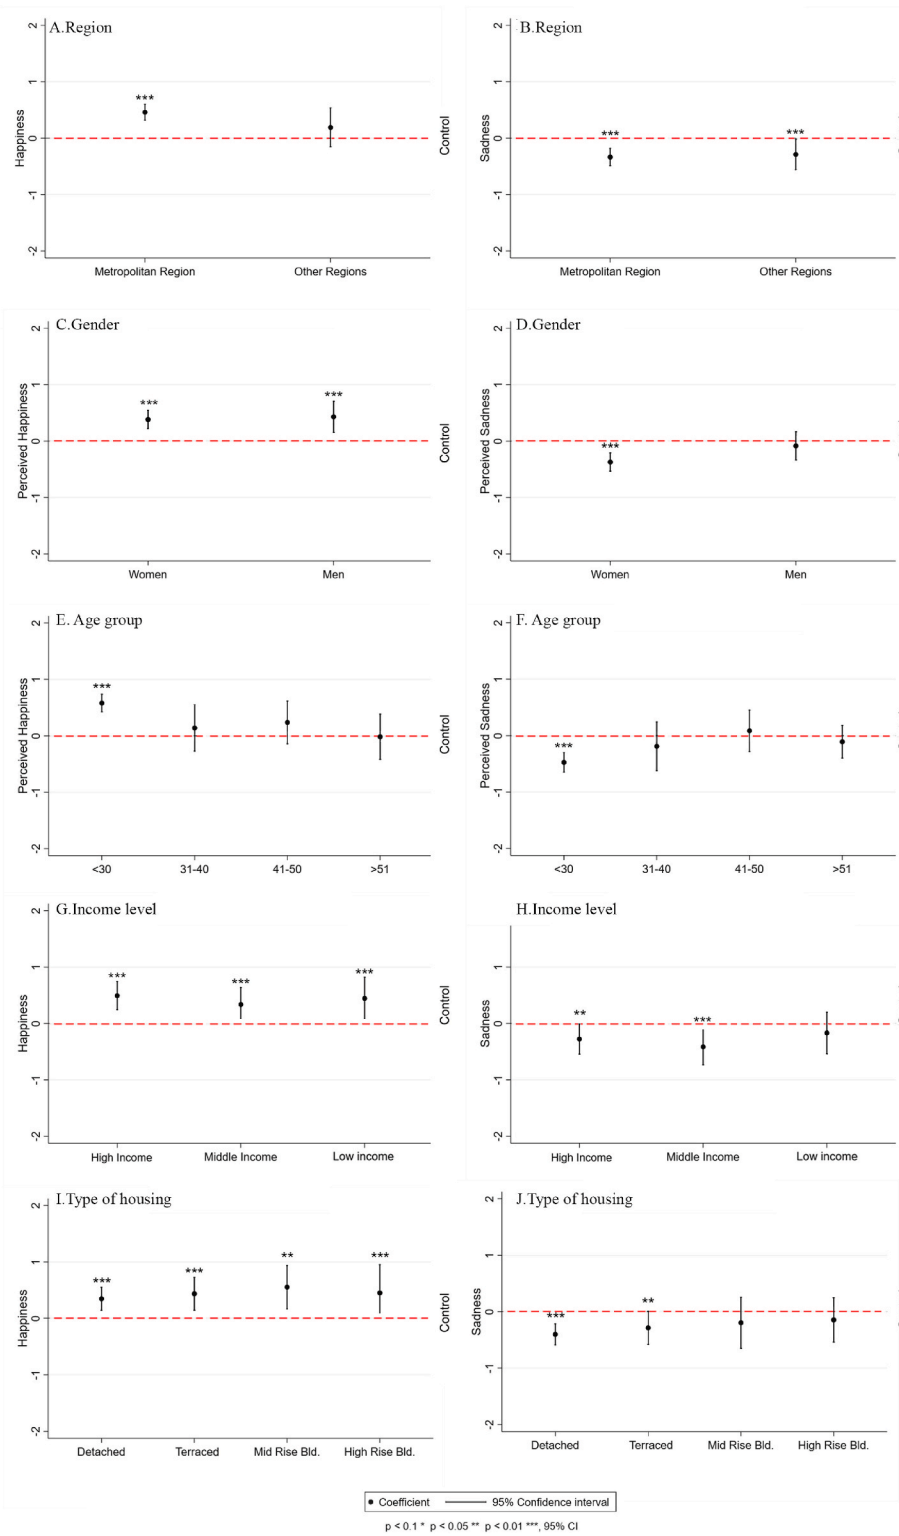 A.Region
2
1
0
-1
-2
Happiness
Control
Metropolitan Region
Other Regions
***
B.Region
2
1
0
-1
-2
Sadness
Metropolitan Region
Other Regions
***
***
C.Gender
2
1
0
-1
-2
Perceived Happiness
Control
Women
Men
***
***
D.Gender
2
1
0
-1
-2
Perceived Sadness
Women
Men
***
E. Age group
2
1
0
-1
-2
Perceived Happiness
Control
<30
31-40
41-50
>51
***
F. Age group
2
1
0
-1
-2
Perceived Sadness
<30
31-40
41-50
>51
***
G.Income level
2
1
0
-1
-2
Happiness
Control
High Income
Middle Income
Low income
***
***
***
H.Income level
1
0
-1
-2
Sadness
High Income
Middle Income
Low income
**
***
I.Type of housing
2
1
0
-1
-2
Happiness
Control
Detached
Terraced
Mid Rise Bld.
High Rise Bld.
***
***
**
***
J.Type of housing
2
1
0
-1
-2
Sadness
Detached
Terraced
Mid Rise Bld.
High Rise Bld.
***
**
Coefficient
95% Confidence interval
p < 0.1 * p < 0.05 ** p < 0.01 ***, 95% CI